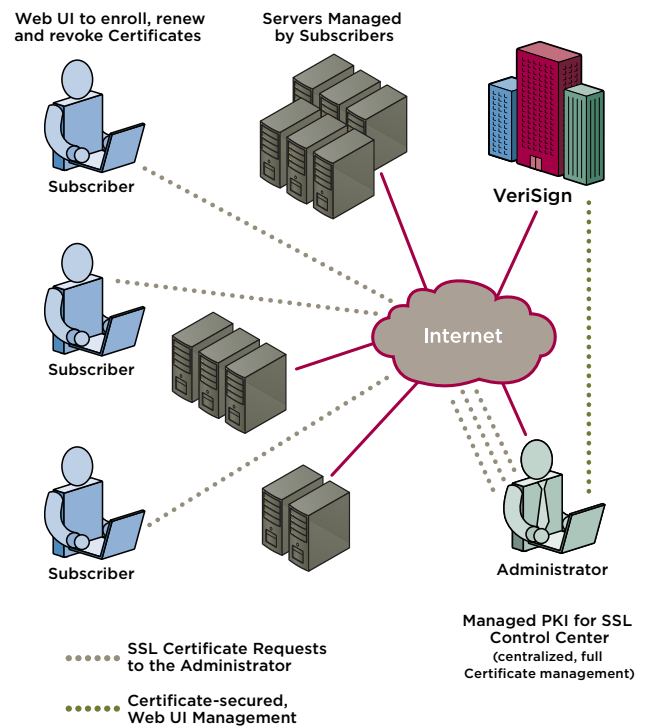 Web UI to enroll, renew
and revoke Certificates
Servers Managed
by Subscribers
Subscriber
VeriSign
Internet
Subscriber
Subscriber
Administrator
Managed PKI for SSL
Control Center
(centralized, full
Certificate management)
SSL Certificate Requests
to the Administrator
Certificate-secured,
Web UI Management